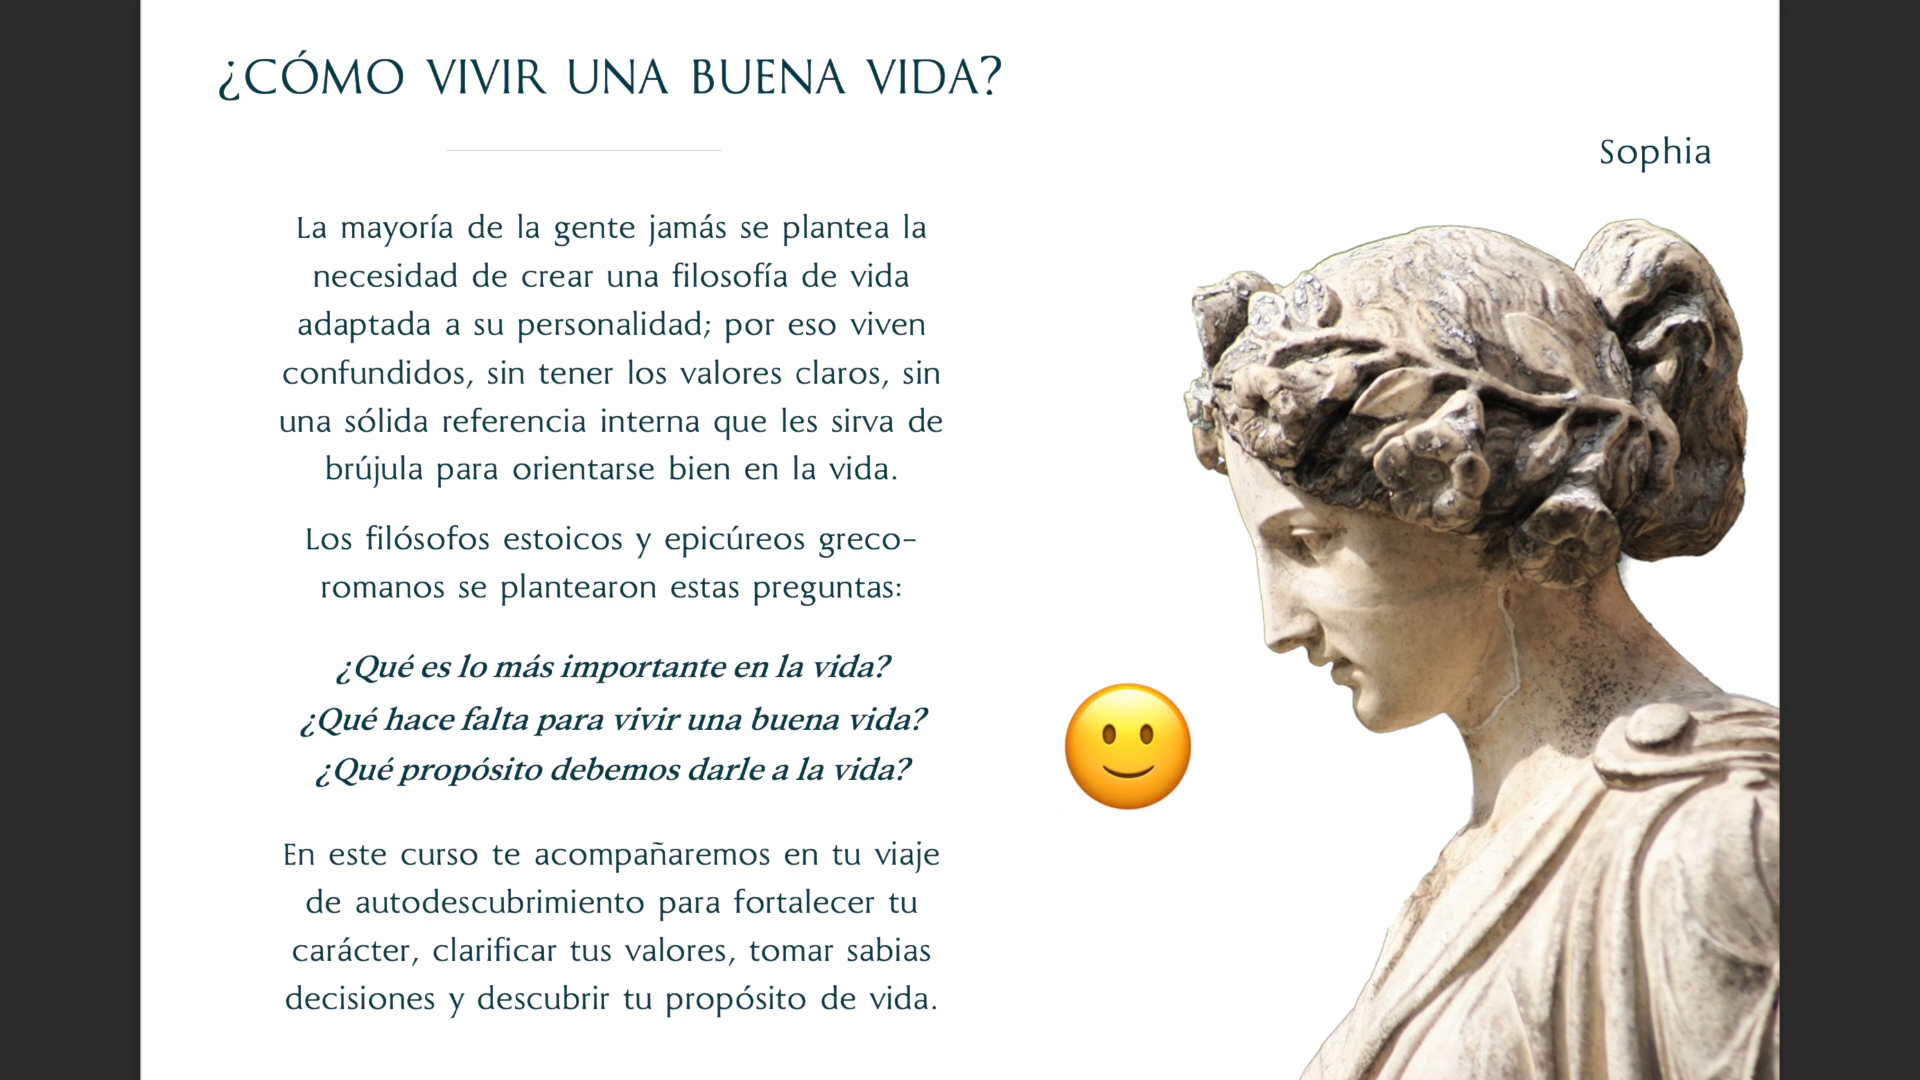 ¿CÓMO VIVIR UNA BUENA VIDA?
Sophia
La mayoría de la gente jamás se plantea la
necesidad de crear una filosofía de vida
adaptada a su personalidad; por eso viven
confundidos, sin tener los valores claros, sin
una sólida referencia interna que les sirva de
brújula para orientarse bien en la vida.
Los filósofos estoicos y epicúreos greco-
romanos se plantearon estas preguntas:
¿Qué es lo más importante en la vida?
¿Qué hace falta para vivir una buena vida?
¿Qué propósito debemos darle a la vida?
En este curso te acompañaremos en tu viaje
de autodescubrimiento para fortalecer tu
carácter, clarificar tus valores, tomar sabias
decisiones y descubrir tu propósito de vida.